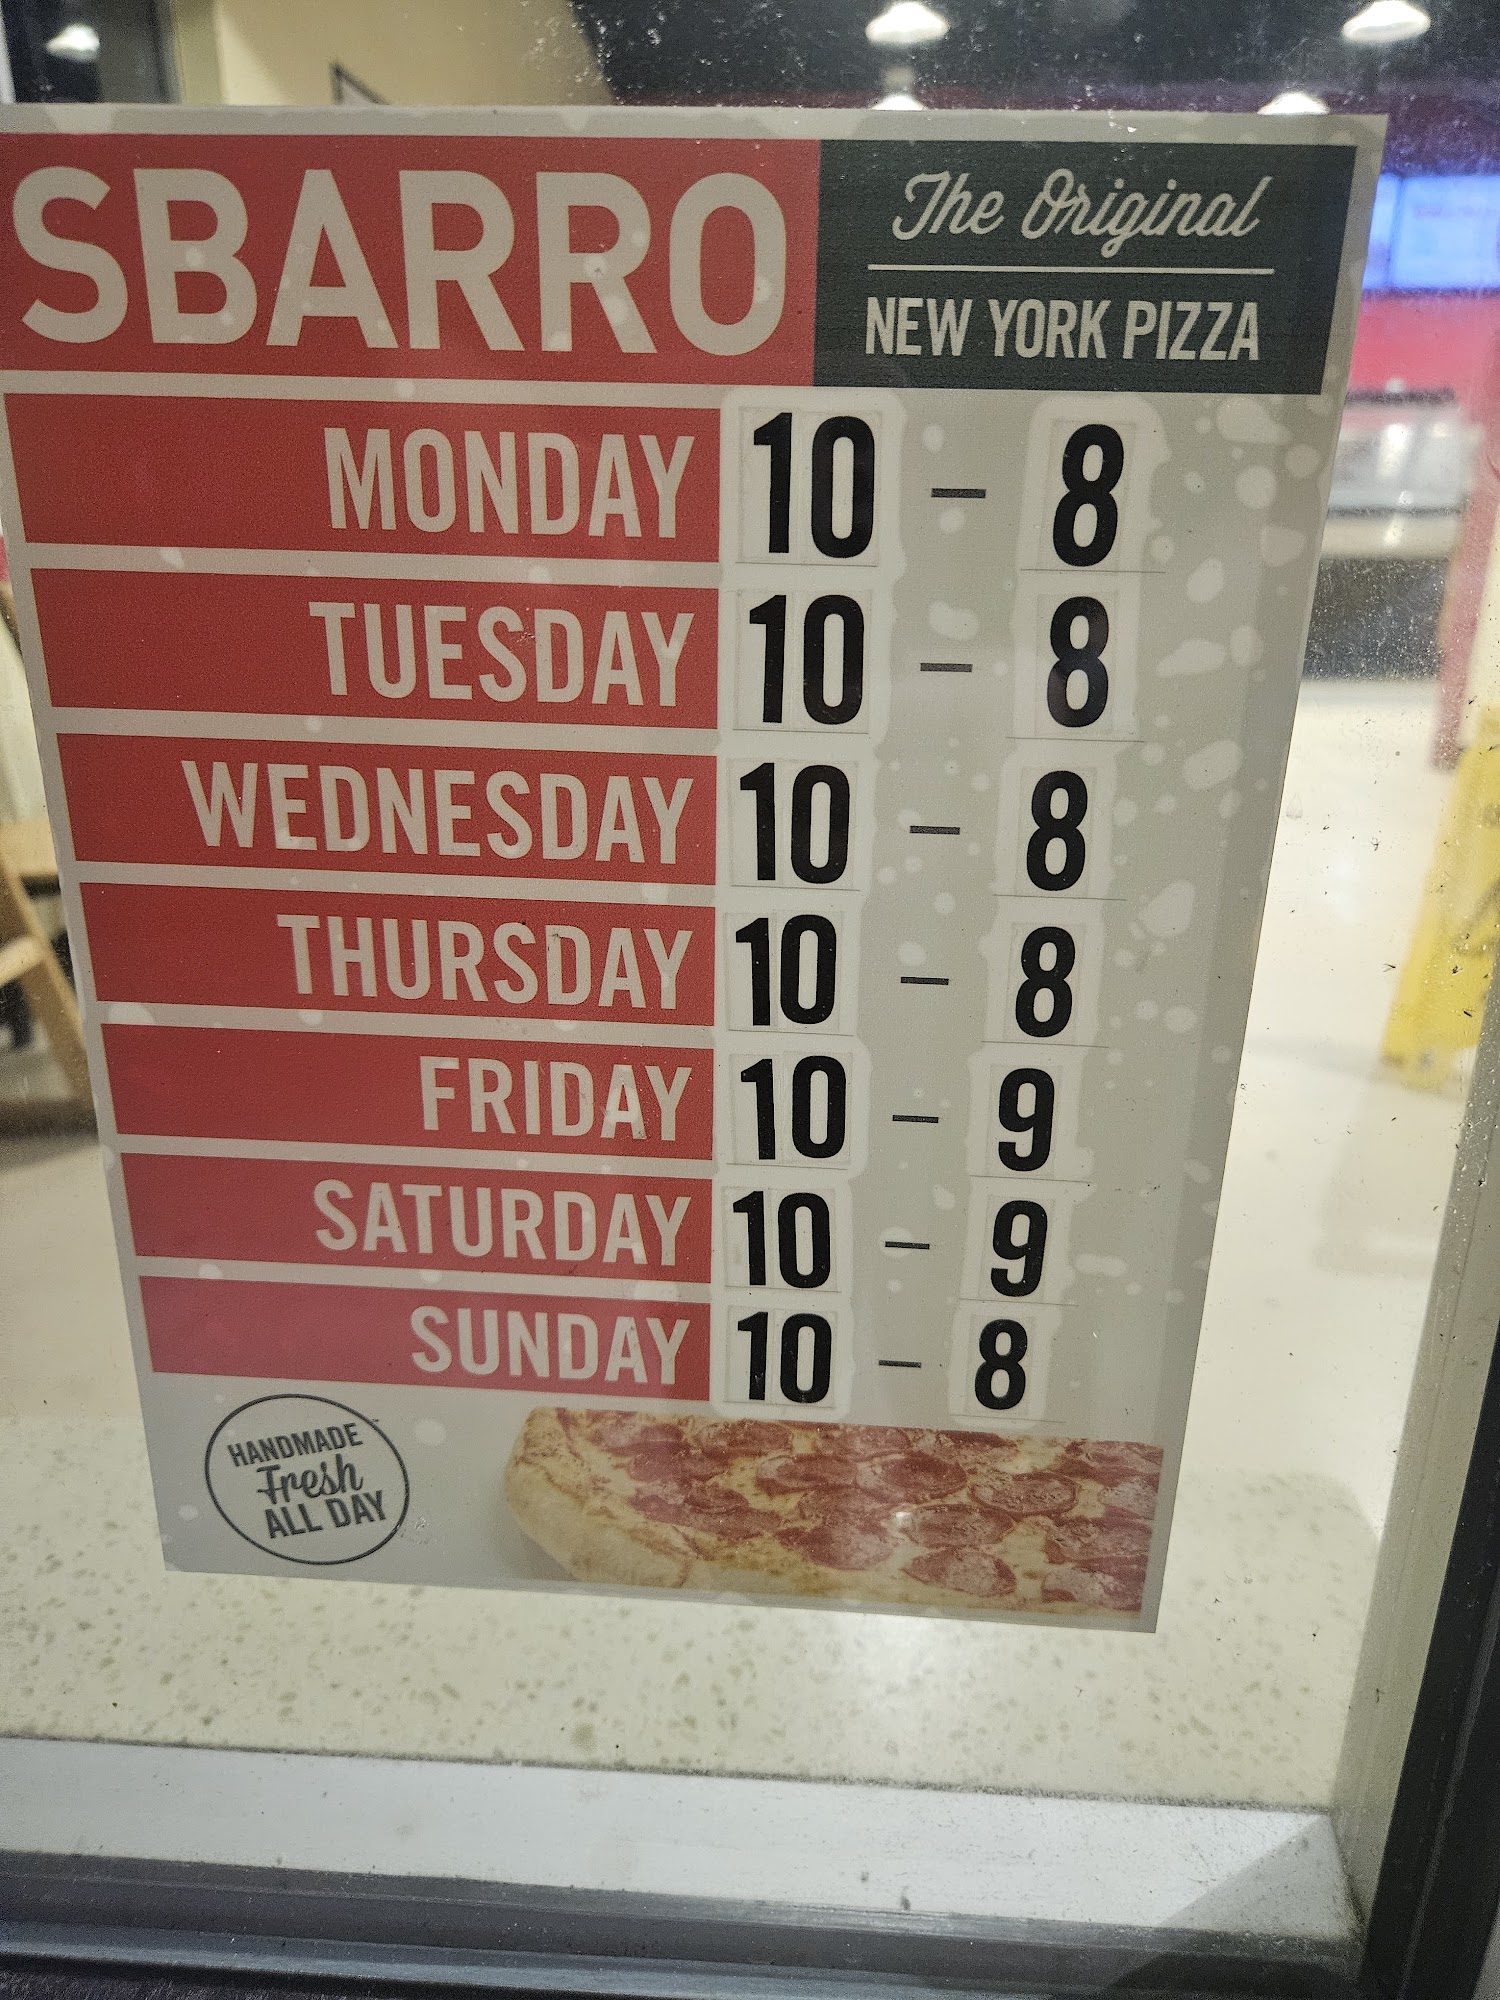 SBARRO
The Original
NEW YORK PIZZA
MONDAY 10 – 8
TUESDAY 10 – 8
WEDNESDAY 10 – 8
THURSDAY 10 – 8
FRIDAY 10 – 9
SATURDAY 10 – 9
SUNDAY 10 – 8
HANDMADE
Fresh
ALL DAY